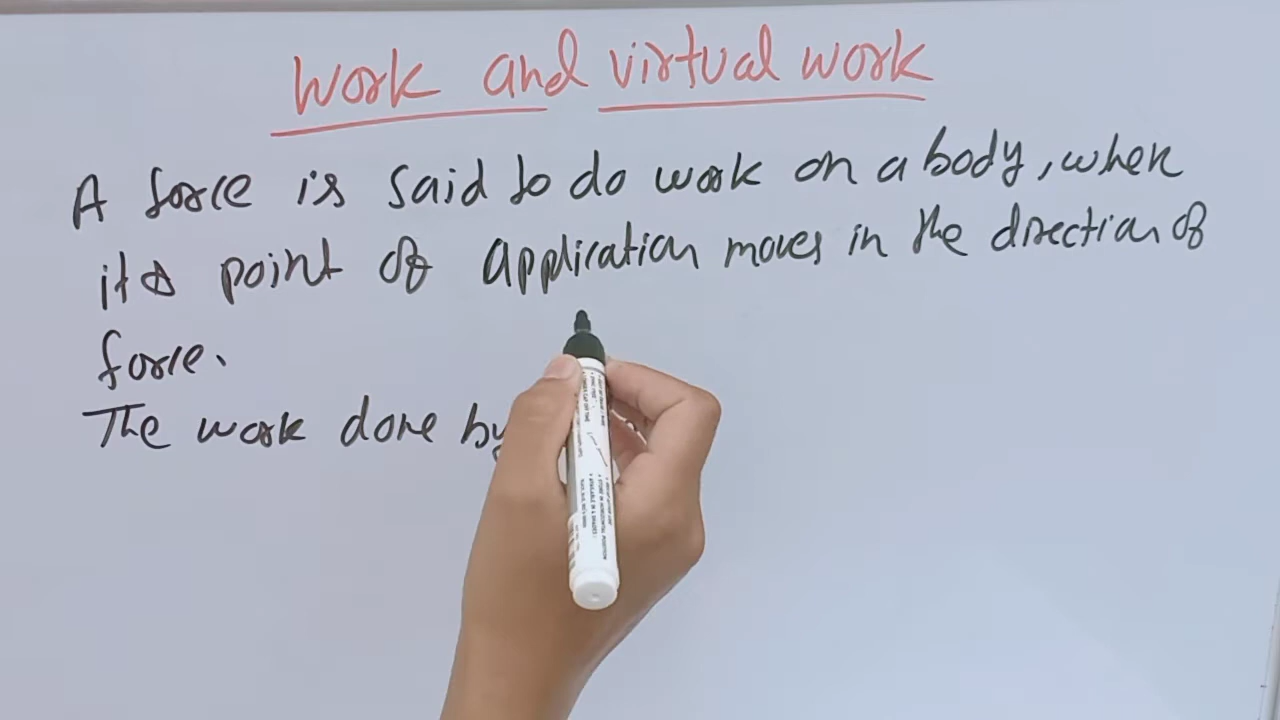 Work and virtual work
A force is said to do work on a body, when
its point of application moves in the direction of
force.
The work done by